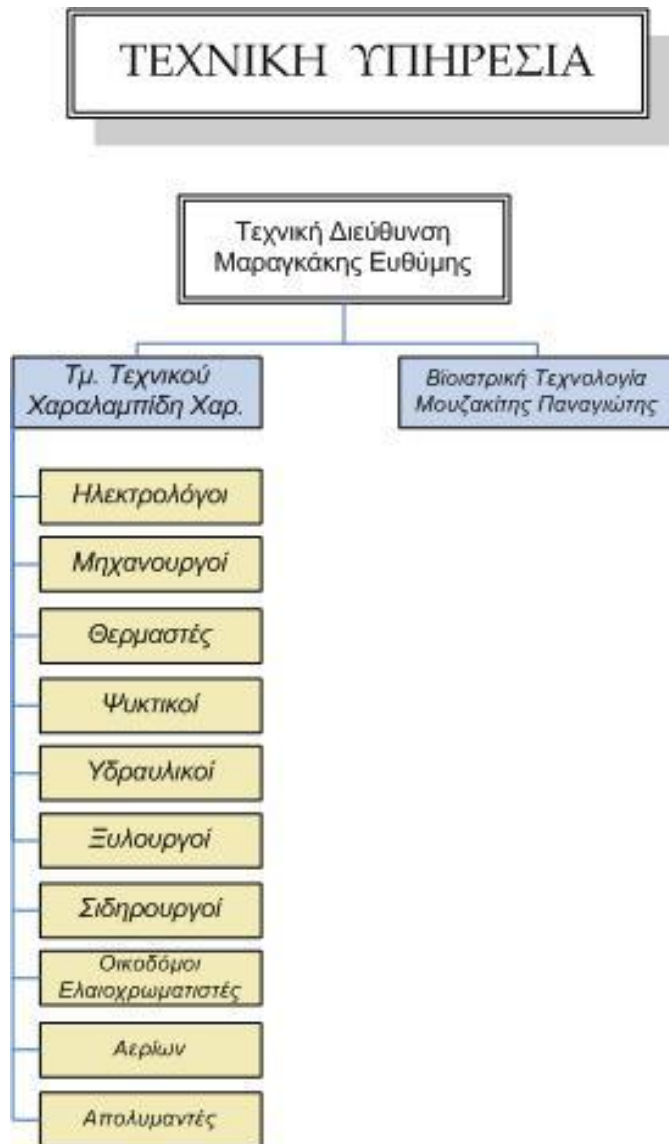 ΤΕΧΝΙΚΗ ΥΠΗΡΕΣΙΑ
Τεχνική Διεύθυνση
Μαραγκάκης Ευθύμης
Τμ. Τεχνικού
Χαραλαμπίδη Χαρ.
Βϊοιατρική Τεχνολογία
Μουζακίτης Παναγιώτης
Ηλεκτρολόγοι
Μηχανουργοί
Θερμαστές
Ψυκτικοί
Υδραυλικοί
Ξυλουργοί
Σιδηρουργοί
Οικοδόμοι
Ελαιοχρωματιστές
Αερίων
Απολυμαντές